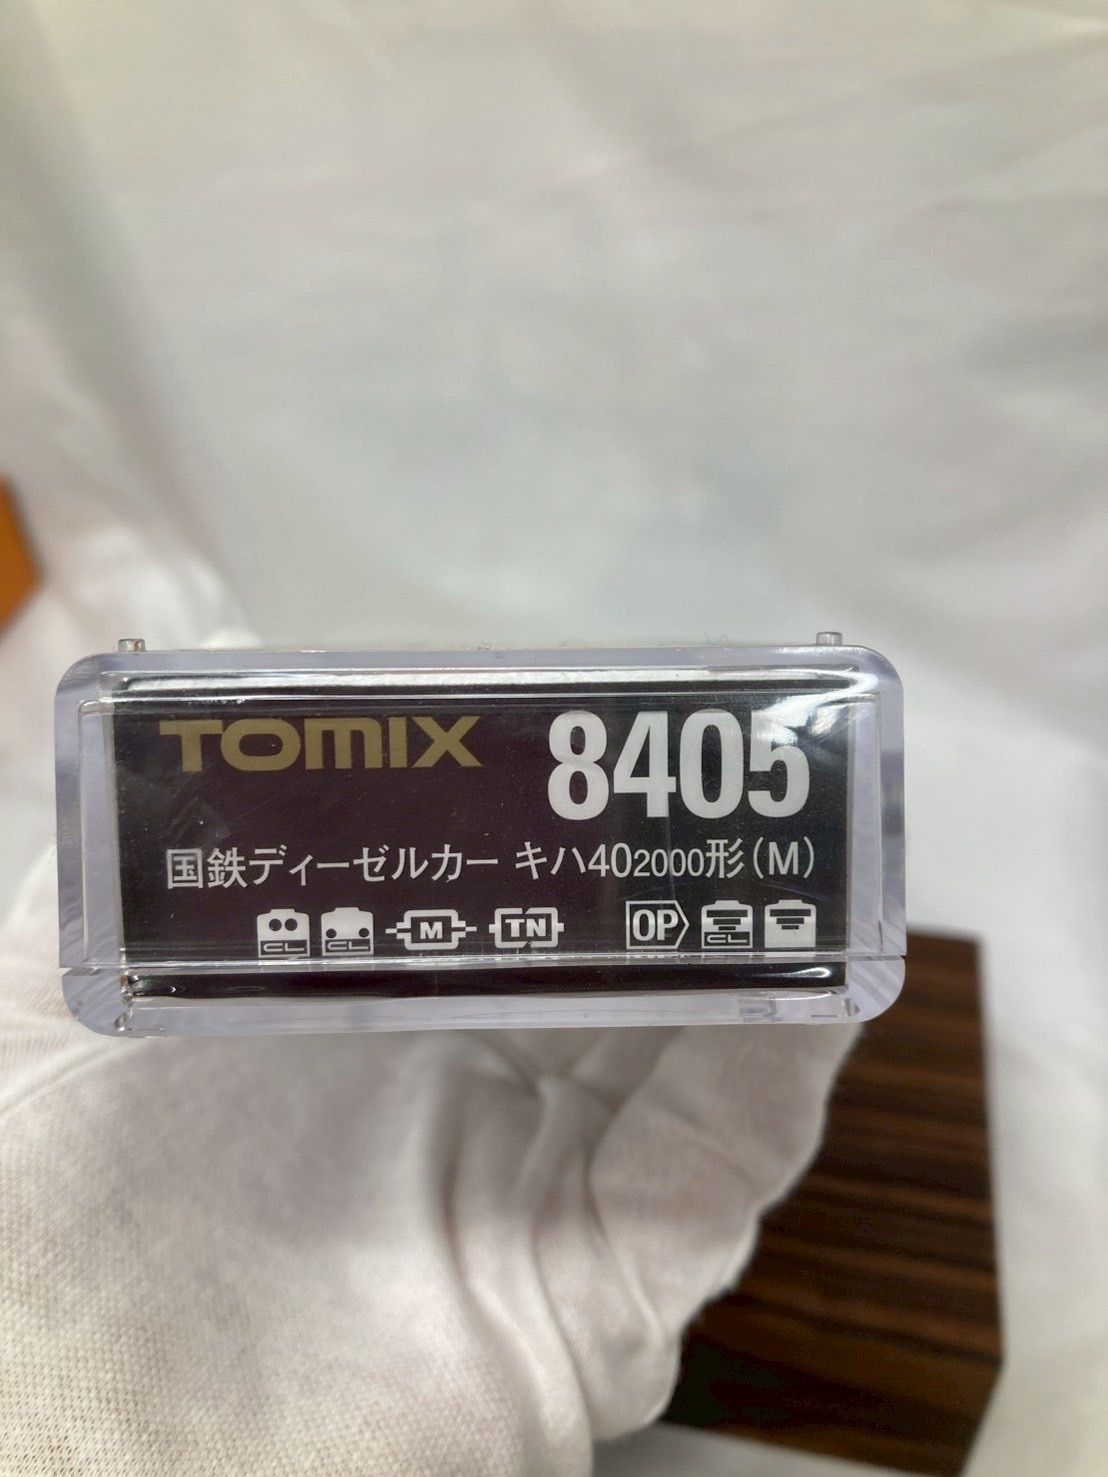 TOMIX 8405
国鉄ディーゼルカー キハ402000形(M)
CL CL M TN OP CL